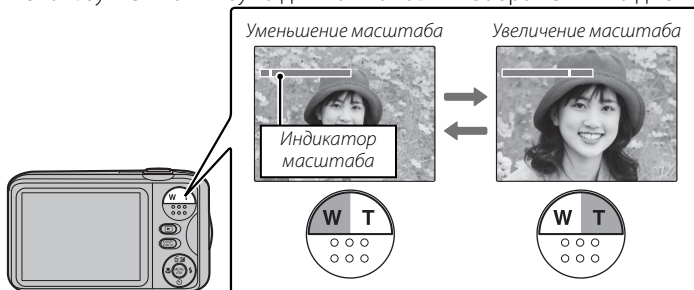 Уменьшение масштаба
Увеличение масштаба
Индикатор
масштаба
W T
W T
W T